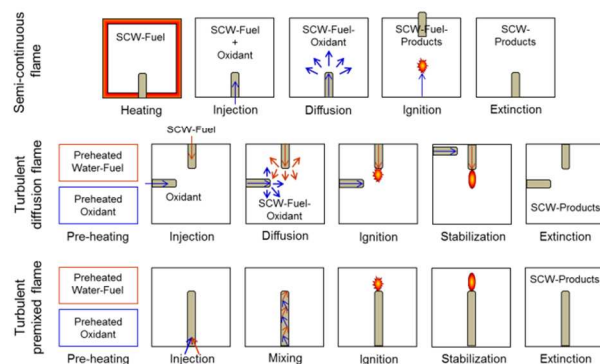 Semi-continuous
flame
SCW-Fuel
Heating
SCW-Fuel
+
Oxidant
Injection
SCW-Fuel-
Oxidant
Diffusion
SCW-Fuel-
Products
Ignition
SCW-
Products
Extinction
Turbulent
diffusion flame
Preheated
Water-Fuel
Preheated
Oxidant
Pre-heating
SCW-Fuel
Oxidant
Injection
SCW-Fuel-
Oxidant
Diffusion
Ignition
Stabilization
SCW-Products
Extinction
Turbulent
premixed flame
Preheated
Water-Fuel
Preheated
Oxidant
Pre-heating
Injection
Mixing
Ignition
Stabilization
SCW-Products
Extinction